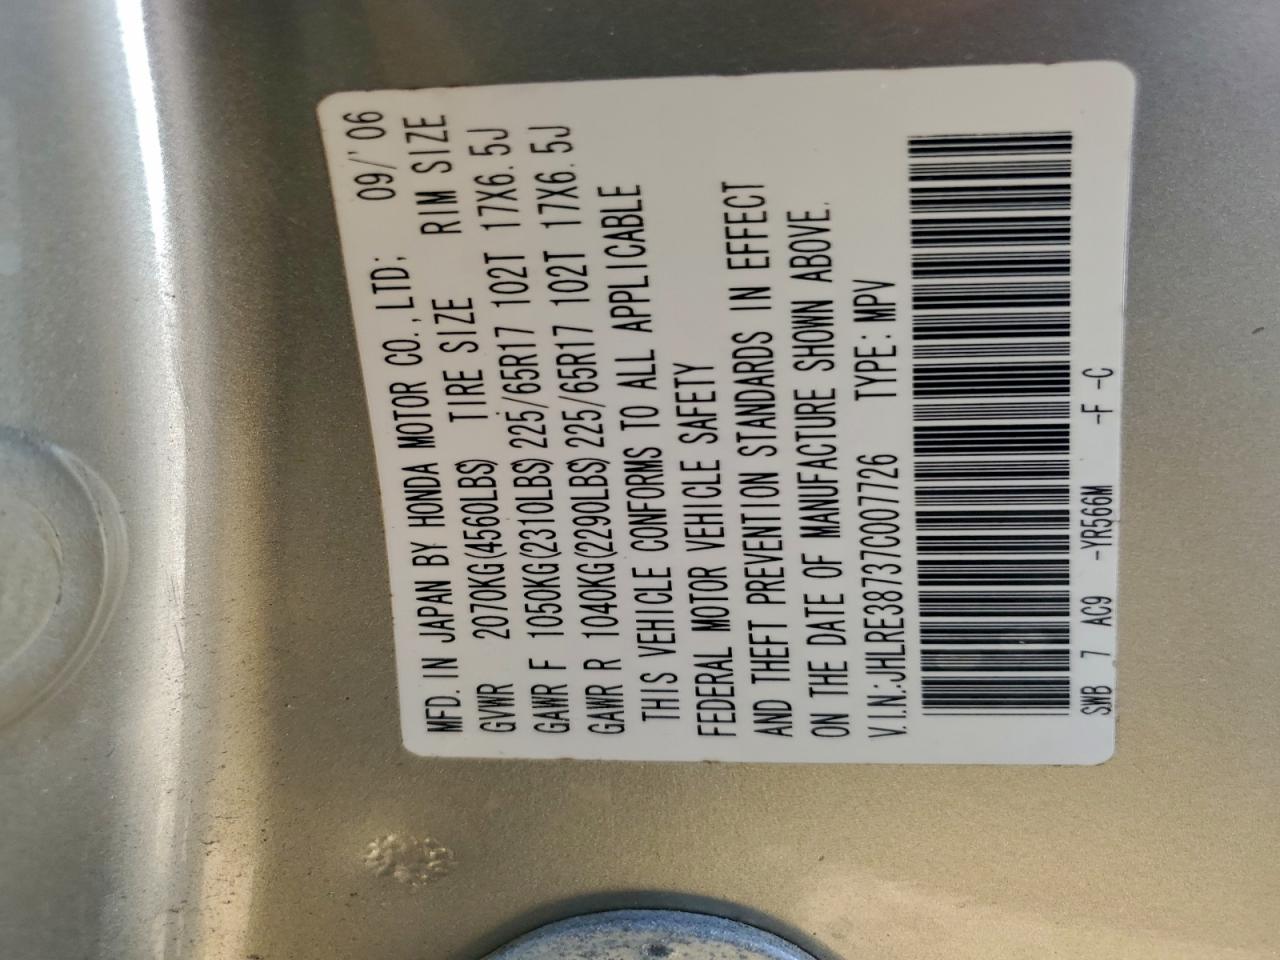 MFD. IN JAPAN BY HONDA MOTOR CO.,LTD; 09/'06
GVWR 2070KG(4560LBS) TIRE SIZE RIM SIZE
GAWR F 1050KG(2310LBS) 225/65R17 102T 17X6.5J
GAWR R 1040KG(2290LBS) 225/65R17 102T 17X6.5J
THIS VEHICLE CONFORMS TO ALL APPLICABLE
FEDERAL MOTOR VEHICLE SAFETY
AND THEFT PREVENTION STANDARDS IN EFFECT
ON THE DATE OF MANUFACTURE SHOWN ABOVE.
V.I.N.:JHLRE38737C007726 TYPE: MPV
SWB 7 AC9 -YR566M -F -C